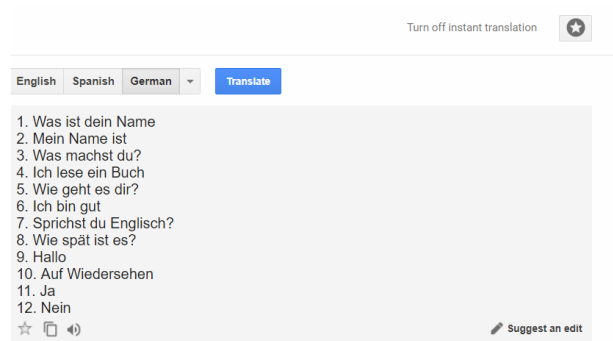 Turn off instant translation
English Spanish German Translate
1. Was ist dein Name
2. Mein Name ist
3. Was machst du?
4. Ich lese ein Buch
5. Wie geht es dir?
6. Ich bin gut
7. Sprichst du Englisch?
8. Wie spät ist es?
9. Hallo
10. Auf Wiedersehen
11. Ja
12. Nein
Suggest an edit